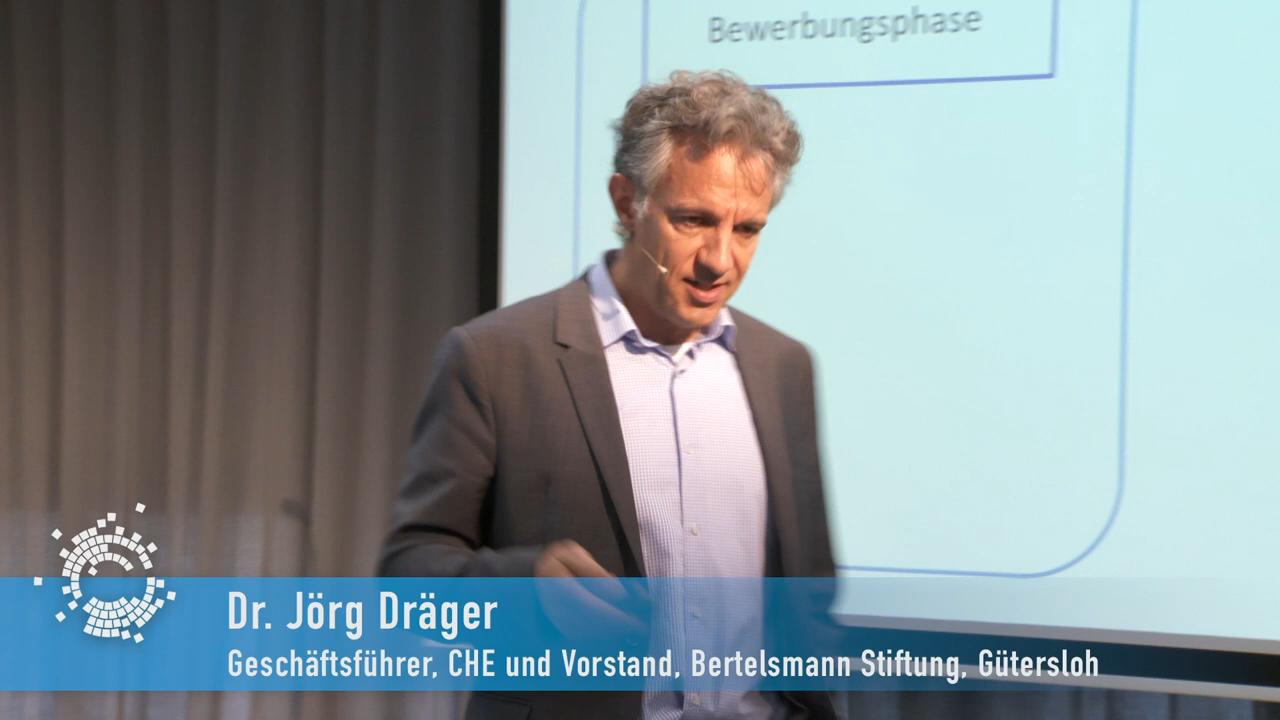 Bewerbungsphase
Dr. Jörg Dräger
Geschäftsführer, CHE und Vorstand, Bertelsmann Stiftung, Gütersloh